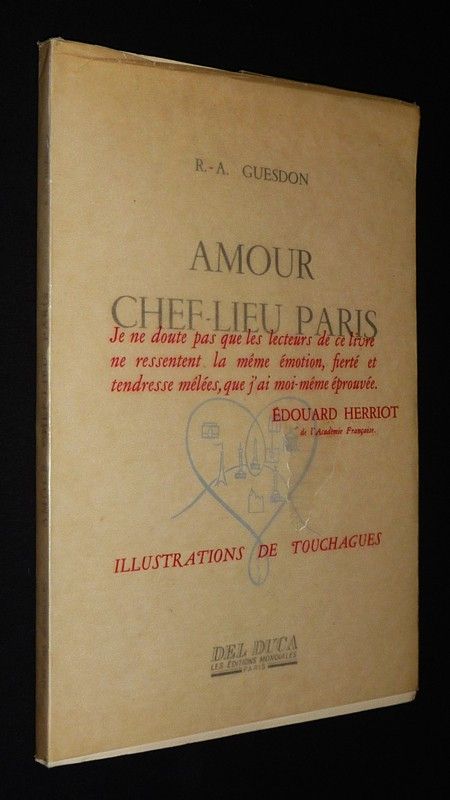 R.-A. GUESDON
AMOUR
CHEF-LIEU PARIS
Je ne doute pas que les lecteurs de ce livre
ne ressentent la même émotion, fierté et
tendresse mêlées, que j'ai moi-même éprouvée.
ÉDOUARD HERRIOT
de l'Académie Française.
ILLUSTRATIONS DE TOUCHAGUES
DEL DUCA
LES EDITIONS MONDIALES
PARIS